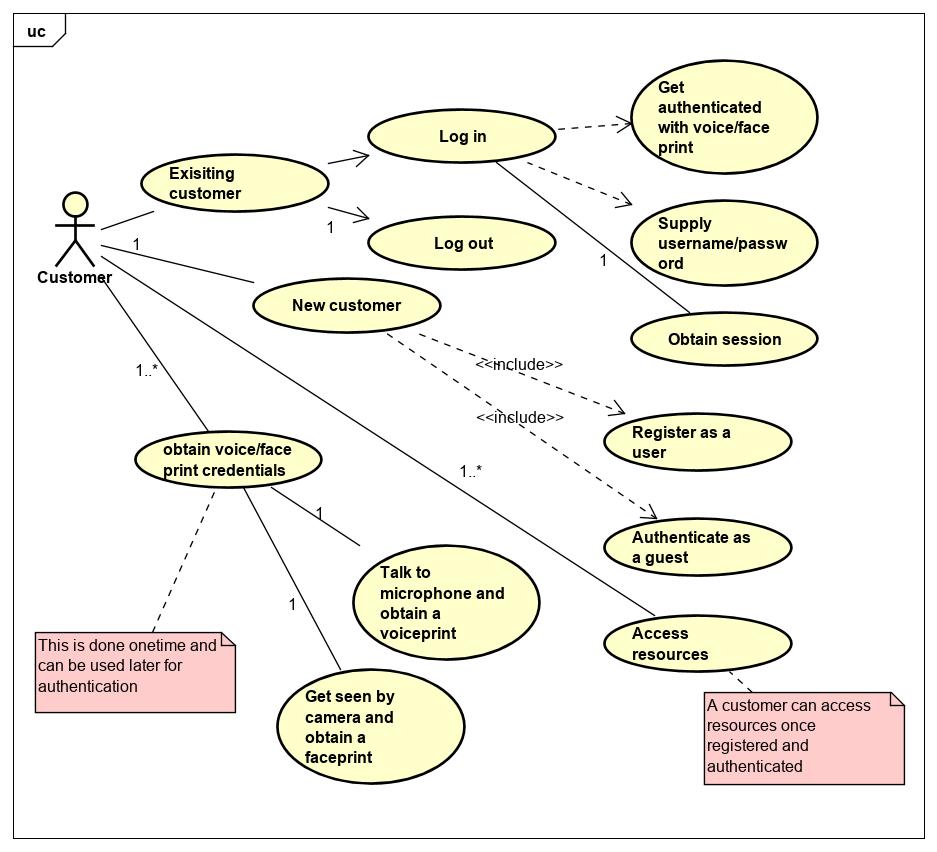 uc
Get
authenticated
with voice/face
print
Log in
Exisiting
customer
1
Log out
Supply
username/passw
ord
1
Customer
1
New customer
1
Obtain session
<<include>>
<<include>>
Register as a
user
1..*
obtain voice/face
print credentials
1..*
Authenticate as
a guest
1
Talk to
microphone and
obtain a
voiceprint
Access
resources
This is done onetime and
can be used later for
authentication
Get seen by
camera and
obtain a
faceprint
A customer can access
resources once
registered and
authenticated